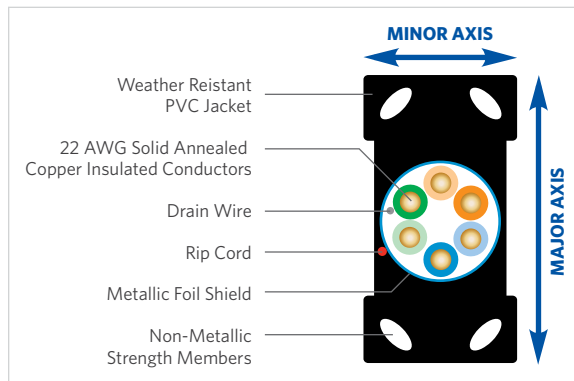 MINOR AXIS
Weather Reistant
PVC Jacket
22 AWG Solid Annealed
Copper Insulated Conductors
Drain Wire
Rip Cord
Metallic Foil Shield
Non-Metallic
Strength Members
MAJOR AXIS